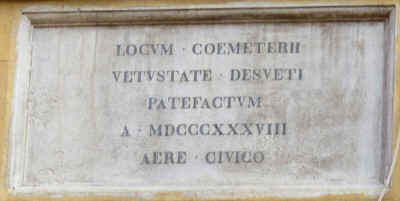 LOCVM · COEMETERII
VETVSTATE · DESVETI
PATEFACTVM
A · MDCCCXXXVIII
AERE · CIVICO